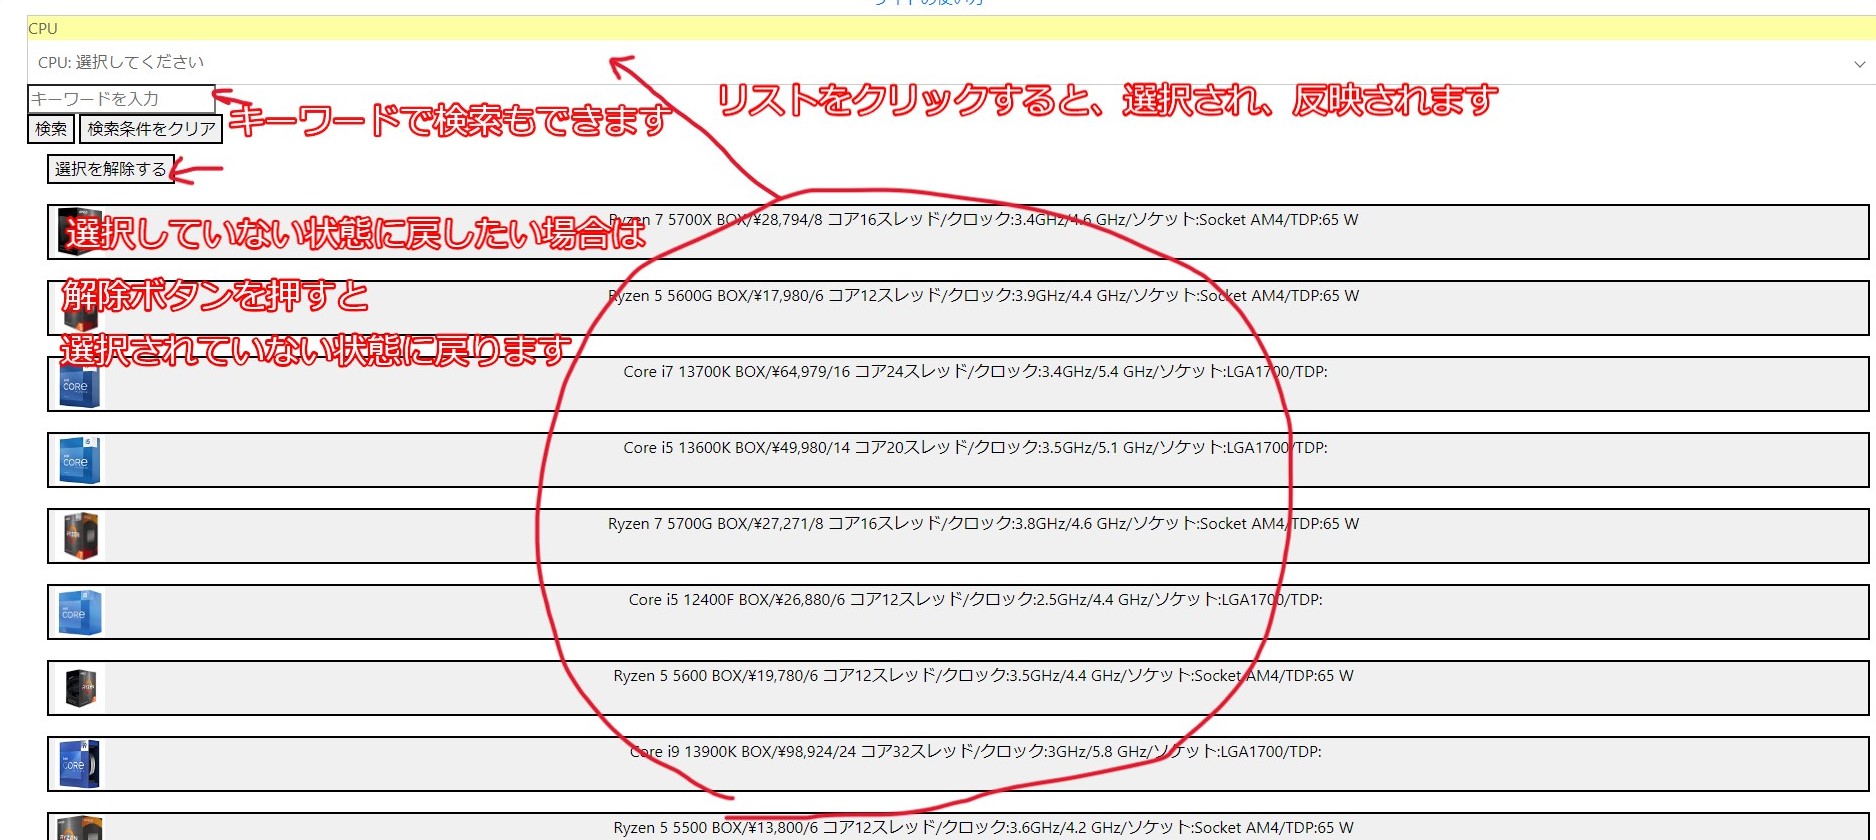 サイトの使い方
CPU
CPU: 選択してください
キーワードを入力
キーワードで検索もできます
リストをクリックすると、選択され、反映されます
検索 検索条件をクリア
選択を解除する
選択していない状態に戻したい場合は
解除ボタンを押すと
選択されていない状態に戻ります
Ryzen 7 5700X BOX/¥28,794/8 コア16スレッド/クロック:3.4GHz/4.6 GHz/ソケット:Socket AM4/TDP:65 W
Ryzen 5 5600G BOX/¥17,980/6 コア12スレッド/クロック:3.9GHz/4.4 GHz/ソケット:Socket AM4/TDP:65 W
Core i7 13700K BOX/¥64,979/16 コア24スレッド/クロック:3.4GHz/5.4 GHz/ソケット:LGA1700/TDP:
CORE
Core i5 13600K BOX/¥49,980/14 コア20スレッド/クロック:3.5GHz/5.1 GHz/ソケット:LGA1700/TDP:
i5
CORE
Ryzen 7 5700G BOX/¥27,271/8 コア16スレッド/クロック:3.8GHz/4.6 GHz/ソケット:Socket AM4/TDP:65 W
RYZEN
Core i5 12400F BOX/¥26,880/6 コア12スレッド/クロック:2.5GHz/4.4 GHz/ソケット:LGA1700/TDP:
CORE
Ryzen 5 5600 BOX/¥19,780/6 コア12スレッド/クロック:3.5GHz/4.4 GHz/ソケット:Socket AM4/TDP:65 W
RYZEN
Core i9 13900K BOX/¥98,924/24 コア32スレッド/クロック:3GHz/5.8 GHz/ソケット:LGA1700/TDP:
CORE
Ryzen 5 5500 BOX/¥13,800/6 コア12スレッド/クロック:3.6GHz/4.2 GHz/ソケット:Socket AM4/TDP:65 W
RYZEN